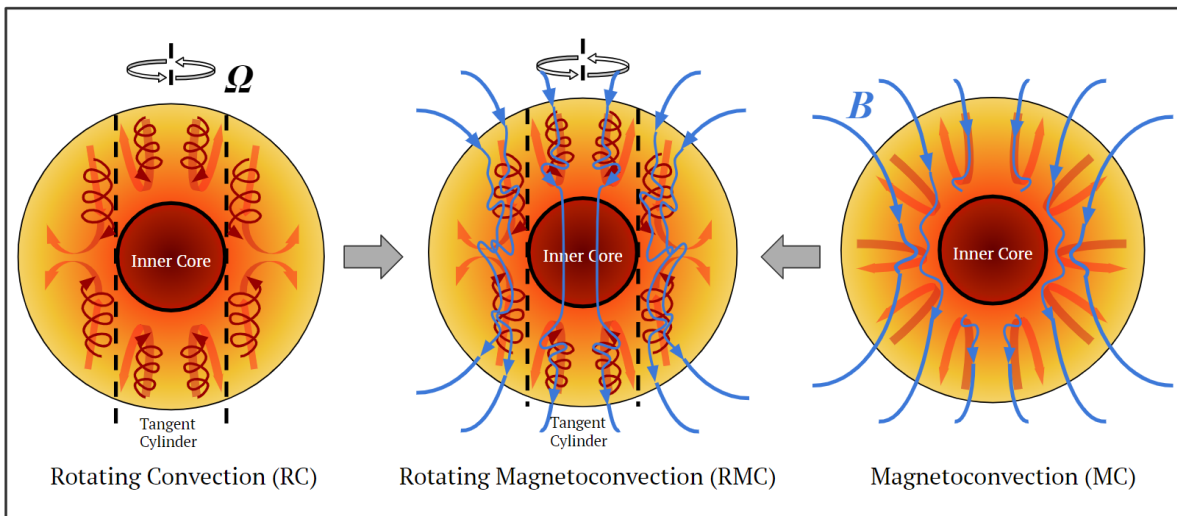 Ω
B
Inner Core
Inner Core
Inner Core
Tangent
Cylinder
Tangent
Cylinder
Rotating Convection (RC)
Rotating Magnetoconvection (RMC)
Magnetoconvection (MC)